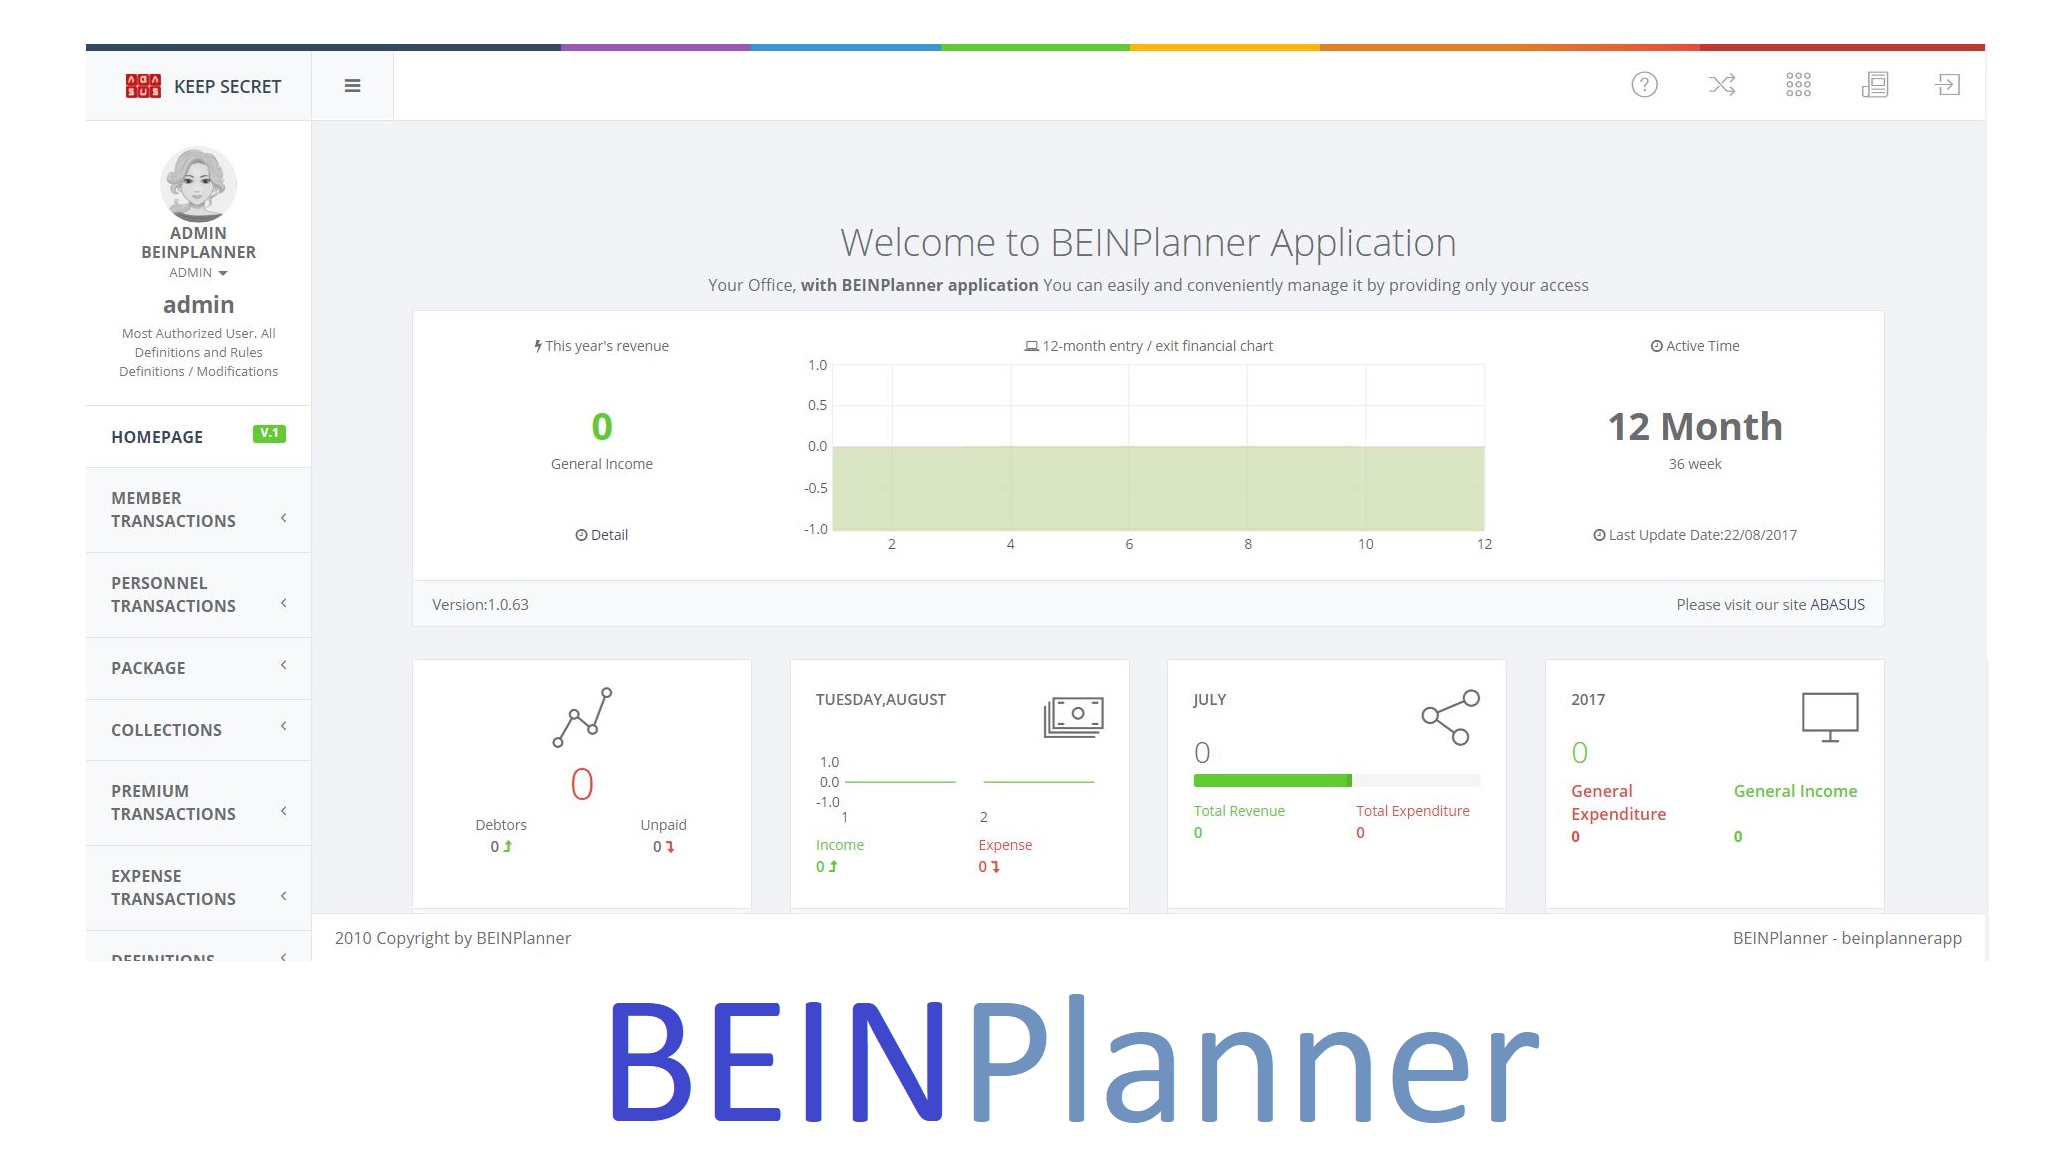 ABA
SUS
KEEP SECRET
ADMIN
BEINPLANNER
ADMIN
admin
Most Authorized User. All
Definitions and Rules
Definitions / Modifications
HOMEPAGE
V.1
MEMBER
TRANSACTIONS
PERSONNEL
TRANSACTIONS
PACKAGE
COLLECTIONS
PREMIUM
TRANSACTIONS
EXPENSE
TRANSACTIONS
DEFINITIONS
Welcome to BEINPlanner Application
Your Office, with BEINPlanner application You can easily and conveniently manage it by providing only your access
This year's revenue
0
General Income
Detail
12-month entry / exit financial chart
1.0
0.5
0.0
-0.5
-1.0
2 4 6 8 10 12
Active Time
12 Month
36 week
Last Update Date:22/08/2017
Version:1.0.63
Please visit our site ABASUS
0
Debtors Unpaid
0 0
TUESDAY,AUGUST
1.0
0.0
-1.0
1 2
Income Expense
0 0
JULY
0
Total Revenue Total Expenditure
0 0
2017
0
General
Expenditure
0
General Income
0
2010 Copyright by BEINPlanner
BEINPlanner - beinplannerapp
BEINPlanner